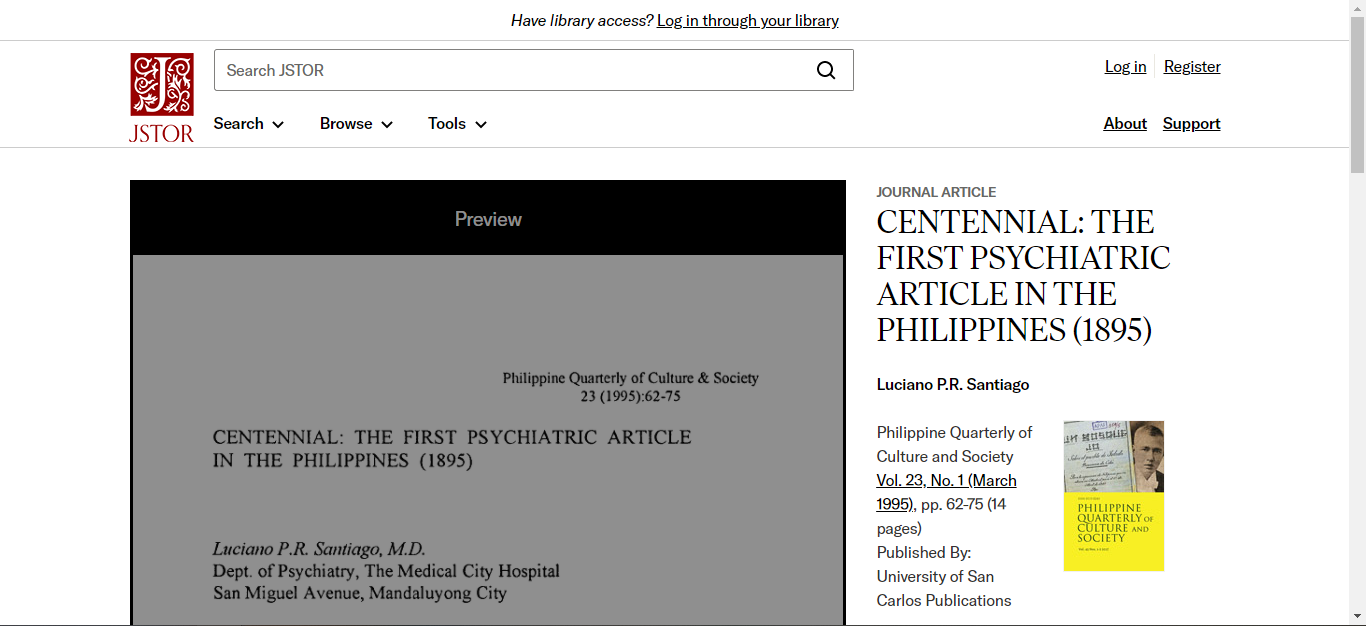 Have library access? Log in through your library
JSTOR
Search JSTOR
Log in
Register
Search
Browse
Tools
About
Support
Preview
Philippine Quarterly of Culture & Society
23 (1995):62-75
CENTENNIAL: THE FIRST PSYCHIATRIC ARTICLE
IN THE PHILIPPINES (1895)
Luciano P.R. Santiago, M.D.
Dept. of Psychiatry, The Medical City Hospital
San Miguel Avenue, Mandaluyong City
JOURNAL ARTICLE
CENTENNIAL: THE
FIRST PSYCHIATRIC
ARTICLE IN THE
PHILIPPINES (1895)
Luciano P.R. Santiago
Philippine Quarterly of
Culture and Society
Vol. 23, No. 1 (March
1995), pp. 62-75 (14
pages)
Published By:
University of San
Carlos Publications
PHILIPPINE
QUARTERLY OF
CULTURE AND
SOCIETY